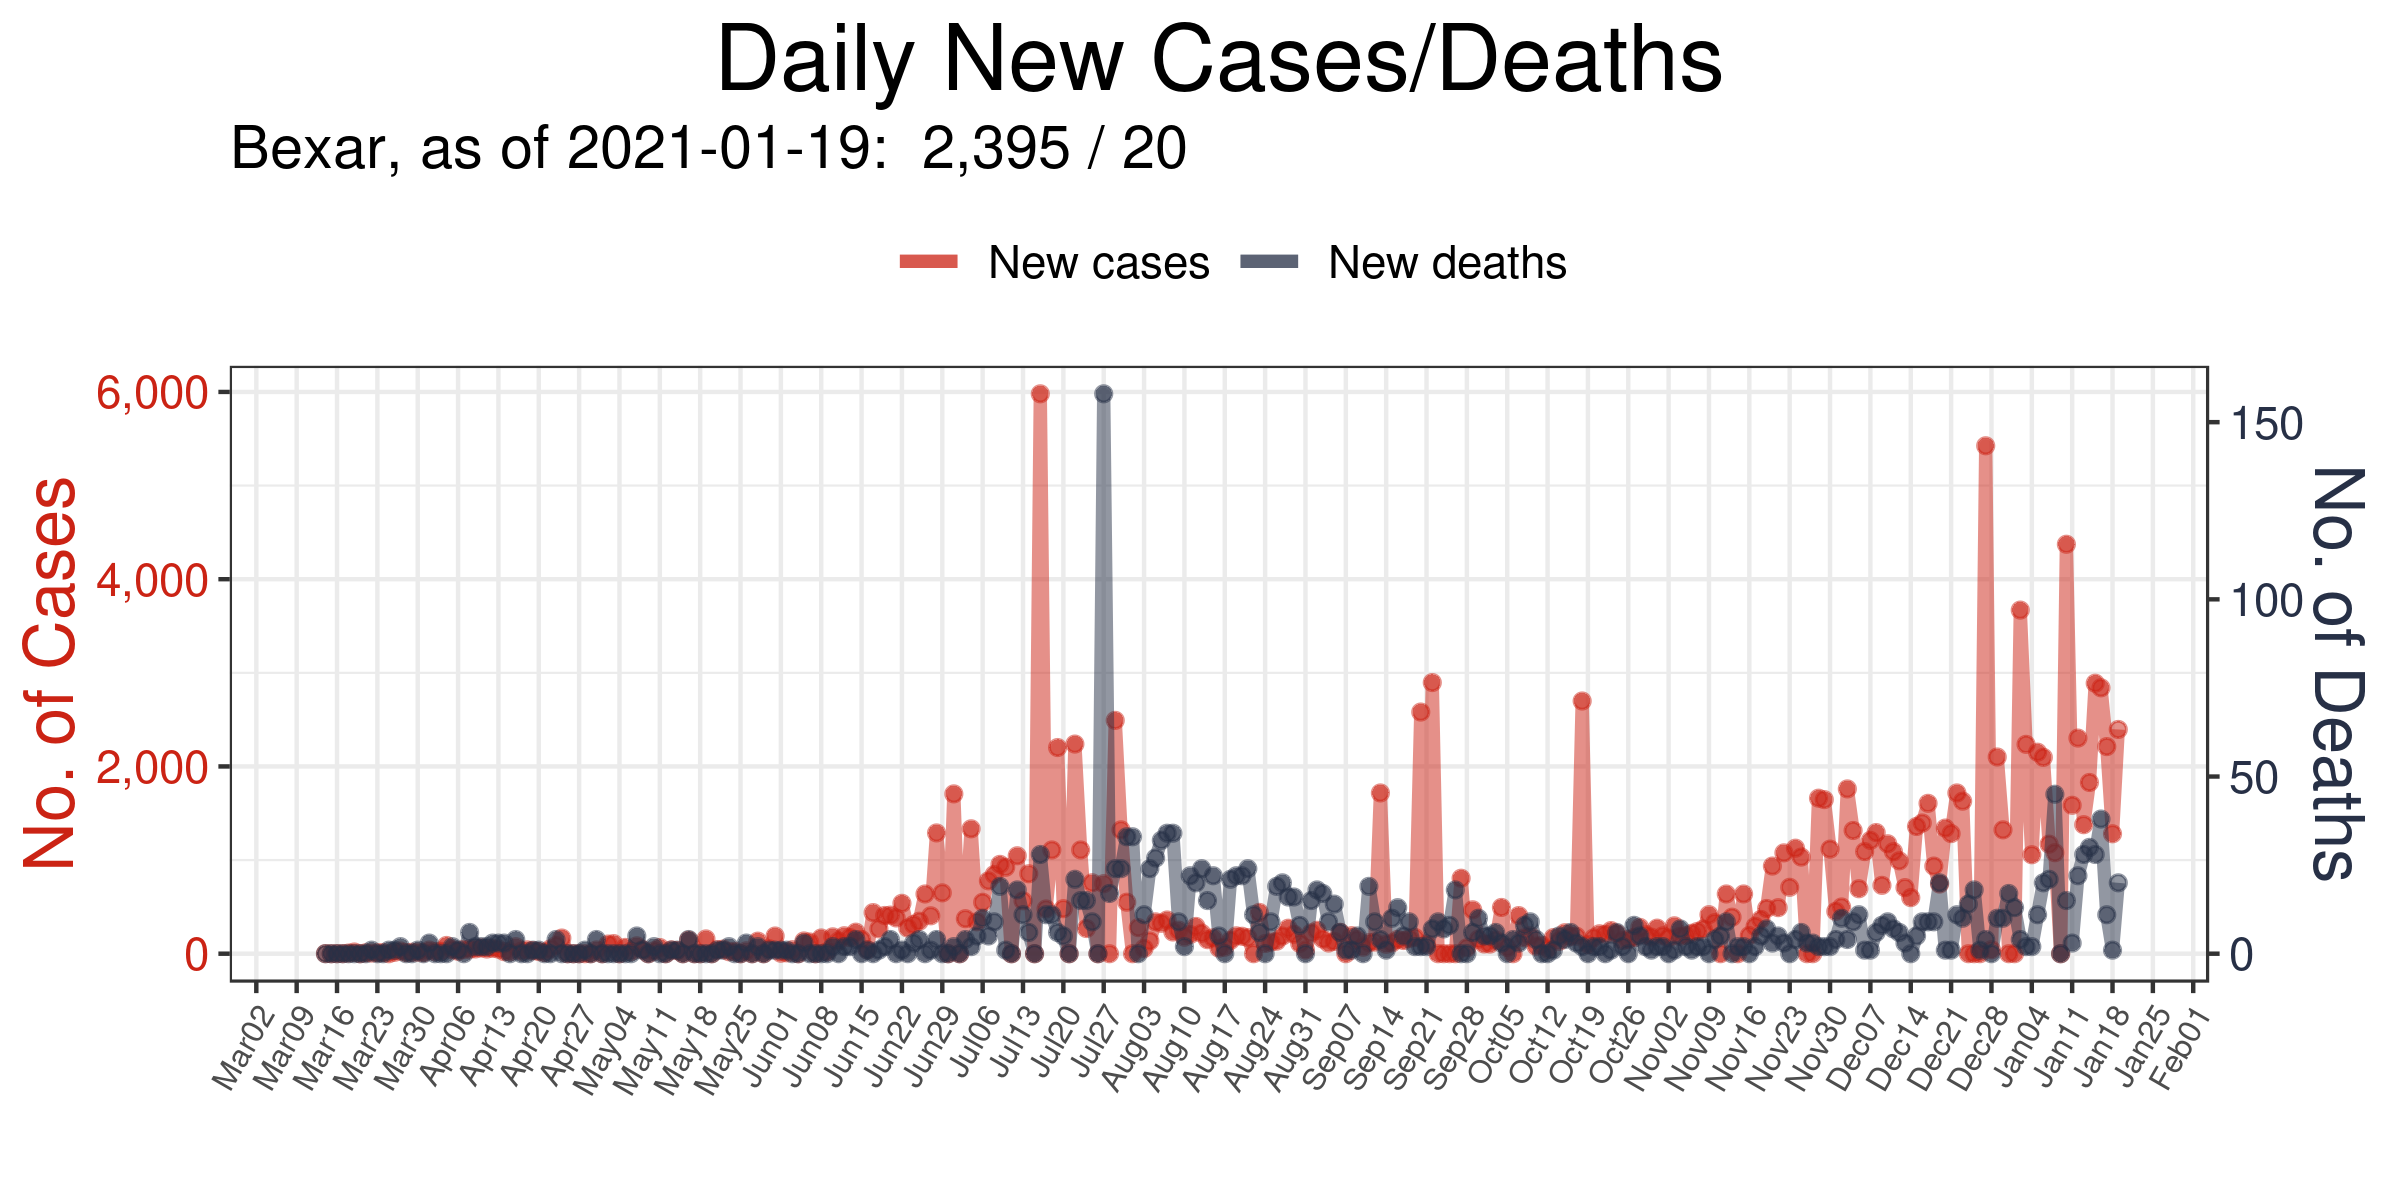 Daily New Cases/Deaths
Bexar, as of 2021-01-19:  2,395 / 20
New cases
New deaths
No. of Cases
6,000
4,000
2,000
0
150
100
50
0
No. of Deaths
Mar02
Mar09
Mar16
Mar23
Mar30
Apr06
Apr13
Apr20
Apr27
May04
May11
May18
May25
Jun01
Jun08
Jun15
Jun22
Jun29
Jul06
Jul13
Jul20
Jul27
Aug03
Aug10
Aug17
Aug24
Aug31
Sep07
Sep14
Sep21
Sep28
Oct05
Oct12
Oct19
Oct26
Nov02
Nov09
Nov16
Nov23
Nov30
Dec07
Dec14
Dec21
Dec28
Jan04
Jan11
Jan18
Jan25
Feb01